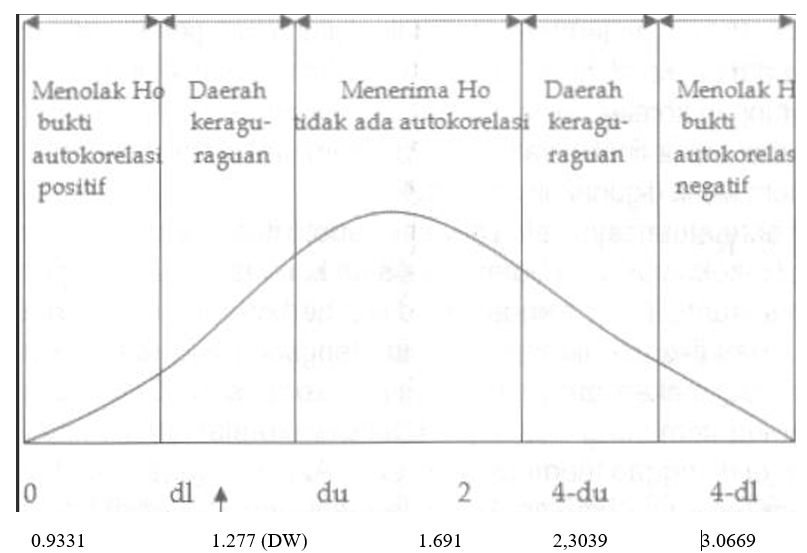 Menolak Ho
bukti
autokorelasi
positif
Daerah
keragu-
raguan
Menerima Ho
tidak ada autokorelasi
Daerah
keragu-
raguan
Menolak H
bukti
autokorelas
negatif
0 dl du 2 4-du 4-dl
0.9331 1.277 (DW) 1.691 2,3039 3.0669